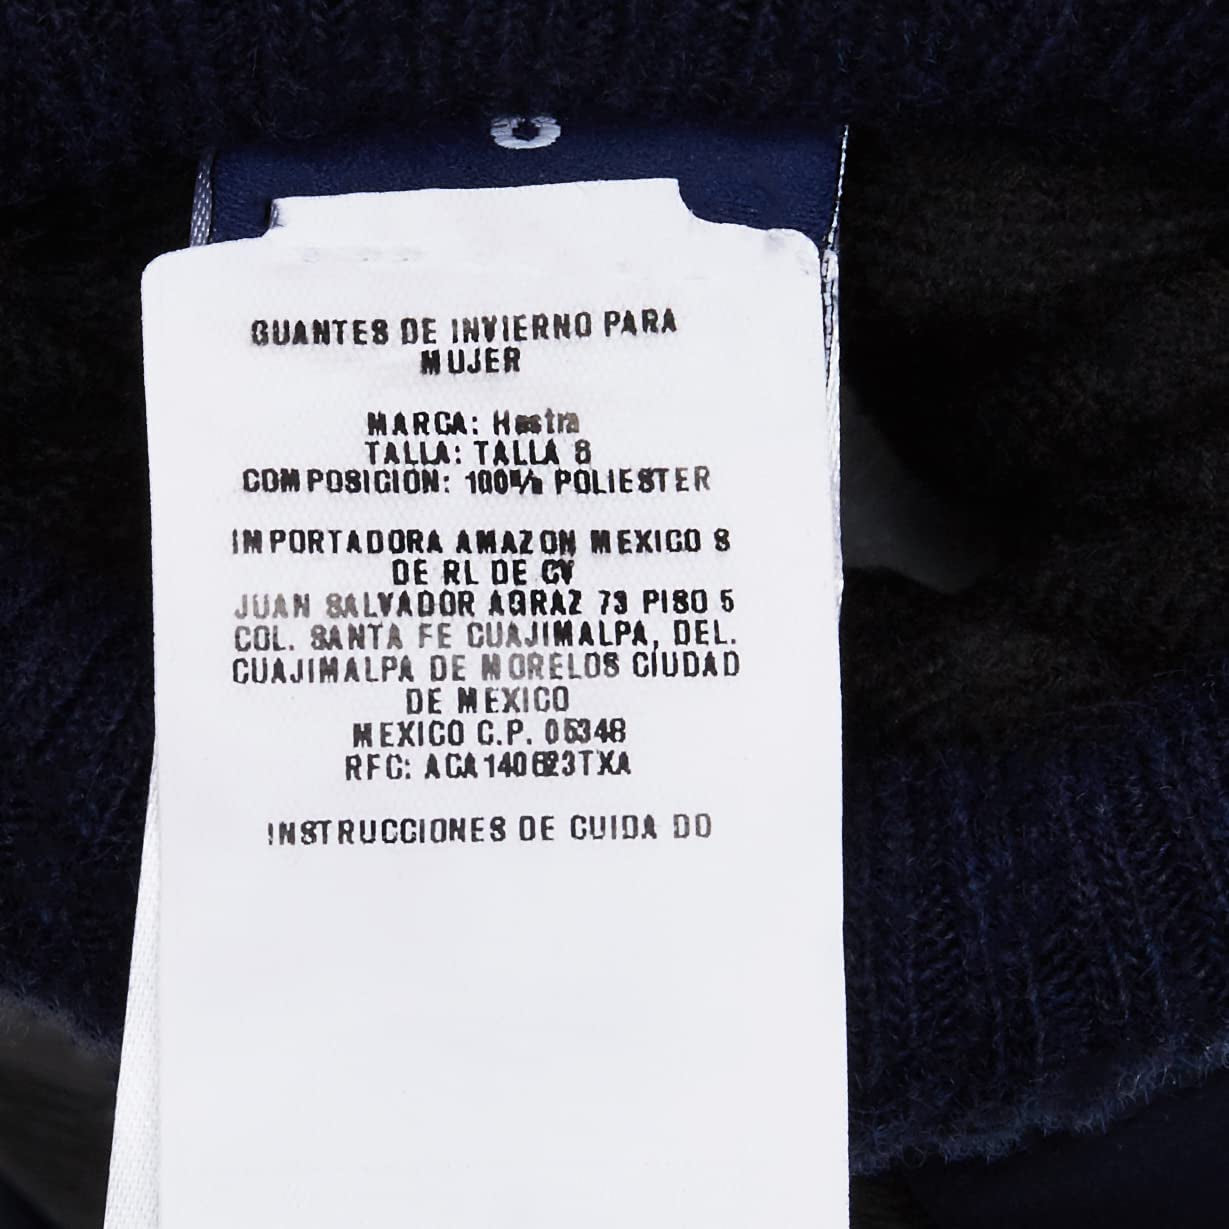 GUANTES DE INVIERNO PARA
MUJER
MARCA: Hestra
TALLA: TALLA 8
COMPOSICION: 100% POLIESTER
IMPORTADORA AMAZON MEXICO S
DE RL DE CV
JUAN SALVADOR AGRAZ 73 PISO 5
COL. SANTA FE CUAJIMALPA, DEL.
CUAJIMALPA DE MORELOS CIUDAD
DE MEXICO
MEXICO C.P. 05348
RFC: ACA140623TXA
INSTRUCCIONES DE CUIDA DO